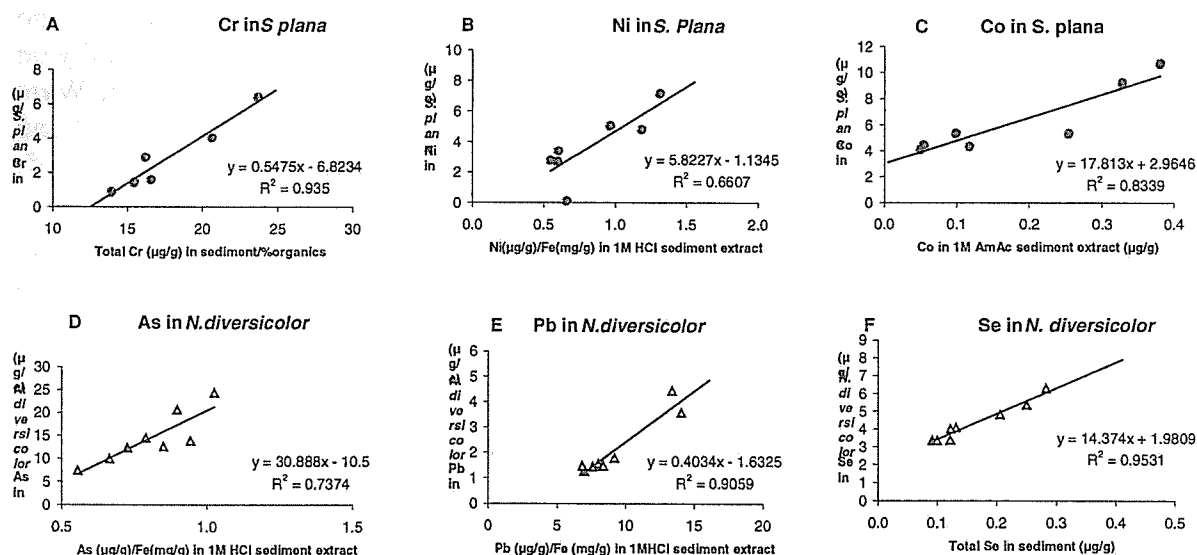 A
Cr in S plana
8
6
4
2
0
10
15
20
25
30
y = 0.5475x - 6.8234
R² = 0.935
Total Cr (µg/g) in sediment/%organics
B
Ni in S. Plana
10
8
6
4
2
0
0.0
0.5
1.0
1.5
2.0
y = 5.8227x - 1.1345
R² = 0.6607
Ni(µg/g)/Fe(mg/g) in 1M HCl sediment extract
C
Co in S. plana
12
10
8
6
4
2
0
0.0
0.1
0.2
0.3
0.4
y = 17.813x + 2.9646
R² = 0.8339
Co in 1M AmAc sediment extract (µg/g)
D
As in N.diversicolor
30
25
20
15
10
5
0
0.5
1.0
1.5
y = 30.888x - 10.5
R² = 0.7374
As (µg/g)/Fe(mg/g) in 1M HCl sediment extract
E
Pb in N.diversicolor
6
5
4
3
2
1
0
0
5
10
15
20
y = 0.4034x - 1.6325
R² = 0.9059
Pb (µg/g)/Fe (mg/g) in 1MHCl sediment extract
F
Se in N. diversicolor
9
8
7
6
5
4
3
2
1
0
0.0
0.1
0.2
0.3
0.4
0.5
y = 14.374x + 1.9809
R² = 0.9531
Total Se in sediment (µg/g)